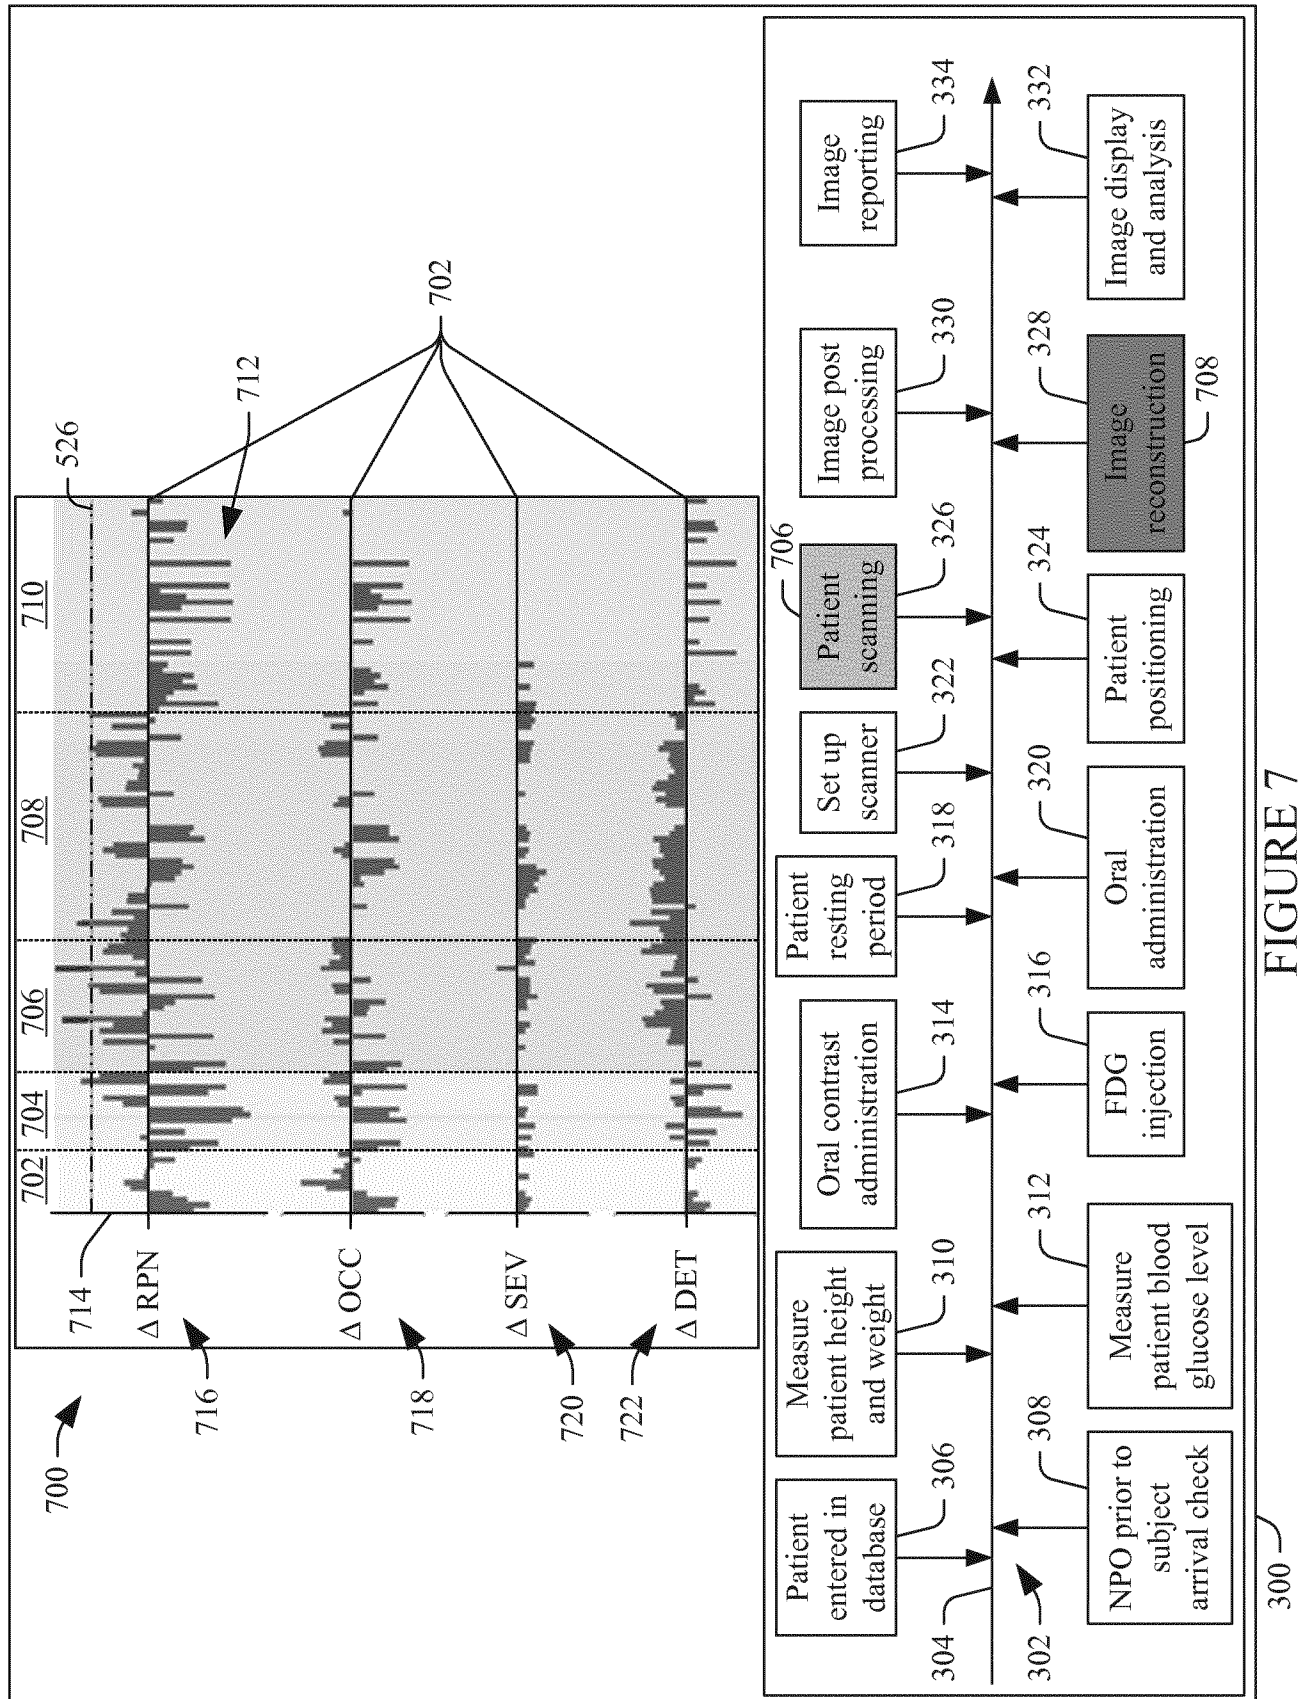 700
702
704
706
708
710
526
712
702
714
Δ RPN
716
Δ OCC
718
Δ SEV
720
Δ DET
722
706
Patient
entered in
database
306
Measure
patient height
and weight
310
Oral contrast
administration
314
Patient
resting
period
318
Set up
scanner
322
Patient
scanning
326
Image post
processing
330
Image
reporting
334
304
302
NPO prior to
subject
arrival check
308
Measure
patient blood
glucose level
312
FDG
injection
316
Oral
administration
320
Patient
positioning
324
Image
reconstruction
328
708
Image display
and analysis
332
300
FIGURE 7